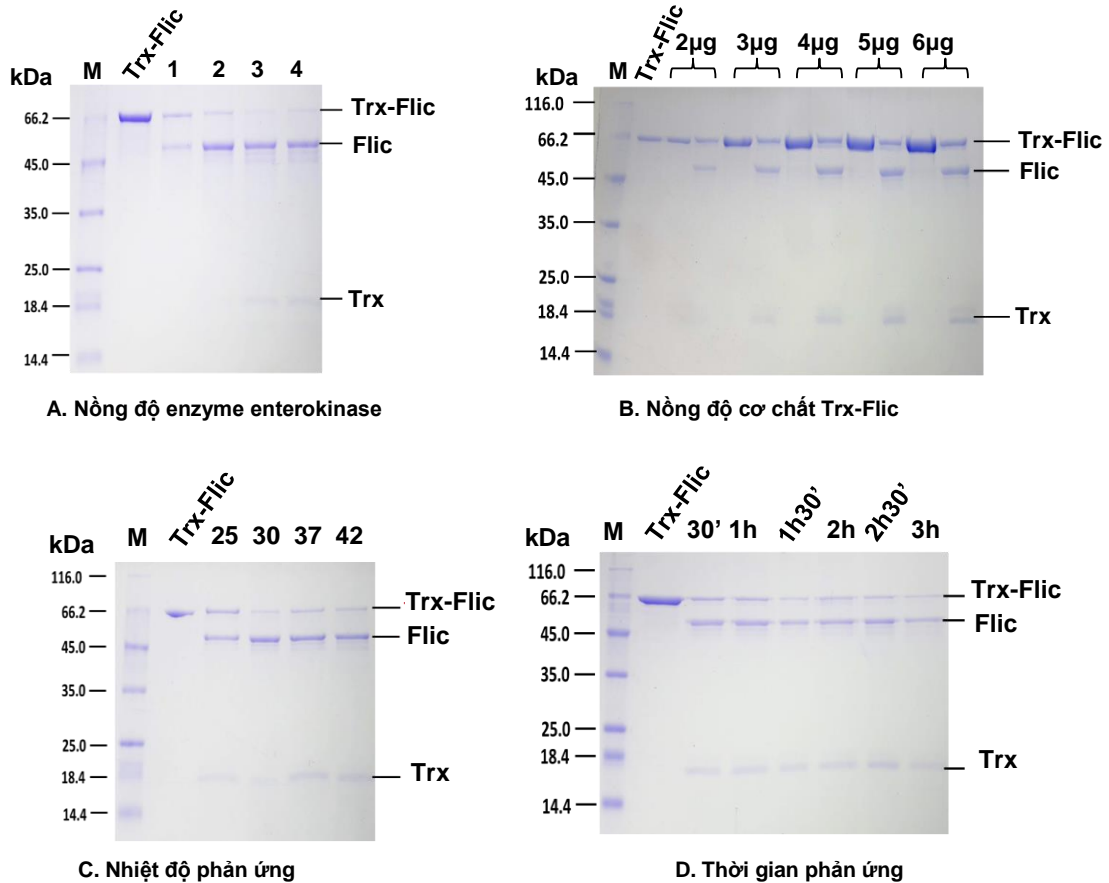 kDa M Trx-Flic 1 2 3 4
66.2
45.0
35.0
25.0
18.4
14.4
Trx-Flic
Flic
Trx
A. Nồng độ enzyme enterokinase
kDa M Trx-Flic 2µg 3µg 4µg 5µg 6µg
116.0
66.2
45.0
35.0
25.0
18.4
14.4
Trx-Flic
Flic
Trx
B. Nồng độ cơ chất Trx-Flic
kDa M Trx-Flic 25 30 37 42
116.0
66.2
45.0
35.0
25.0
18.4
14.4
Trx-Flic
Flic
Trx
C. Nhiệt độ phản ứng
kDa M Trx-Flic 30’ 1h 1h30’ 2h 2h30’ 3h
116.0
66.2
45.0
35.0
25.0
18.4
14.4
Trx-Flic
Flic
Trx
D. Thời gian phản ứng